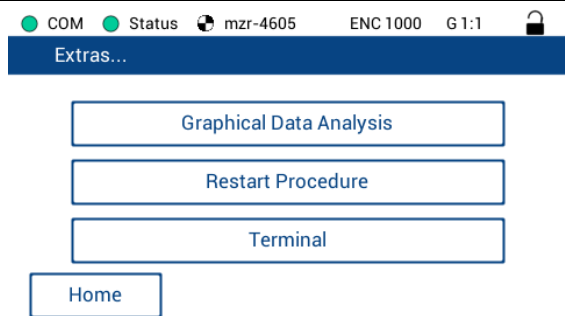 COM Status mzr-4605 ENC 1000 G 1:1
Extras...
Graphical Data Analysis
Restart Procedure
Terminal
Home